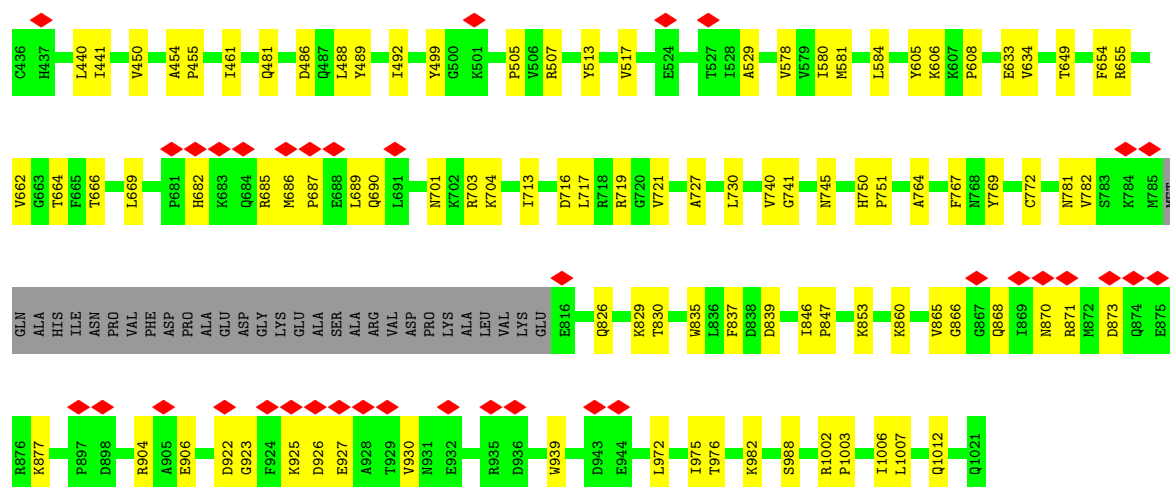 C436 H437 L440 I441 V450 A454 P455 I461 Q481 D486 Q487 L488 Y489 I492 Y499 G500 K501 P505 V506 R507 Y513 V517 E524 T527 I528 A529 V578 V579 I580 M581 L584 Y605 K606 K607 P608 E633 V634 T649 F654 R655
V662 G663 T664 F665 T666 L669 P681 H682 K683 Q684 R685 M686 P687 E688 L689 Q690 L691 N701 K702 R703 K704 I713 D716 L717 R718 R719 G720 V721 A727 L730 V740 G741 N745 H750 P751 A764 F767 N768 Y769 C772 N781 V782 S783 K784 M785 MET
GLN ALA HIS ILE ASN PRO VAL PHE ASP PRO ALA GLU ASP GLY LYS GLU ALA SER ALA ARG VAL ASP PRO LYS ALA LEU VAL LYS GLU E816 Q826 K829 T830 W835 L836 F837 D838 D839 I846 P847 K853 K860 V865 G866 G867 Q868 I869 N870 R871 M872 D873 Q874 E875
R876 K877 P897 D898 R904 A905 E906 D922 G923 F924 K925 D926 E927 A928 T929 V930 N931 E932 R935 D936 W939 D943 E944 L972 I975 T976 K982 S988 R1002 P1003 I1006 L1007 Q1012 Q1021